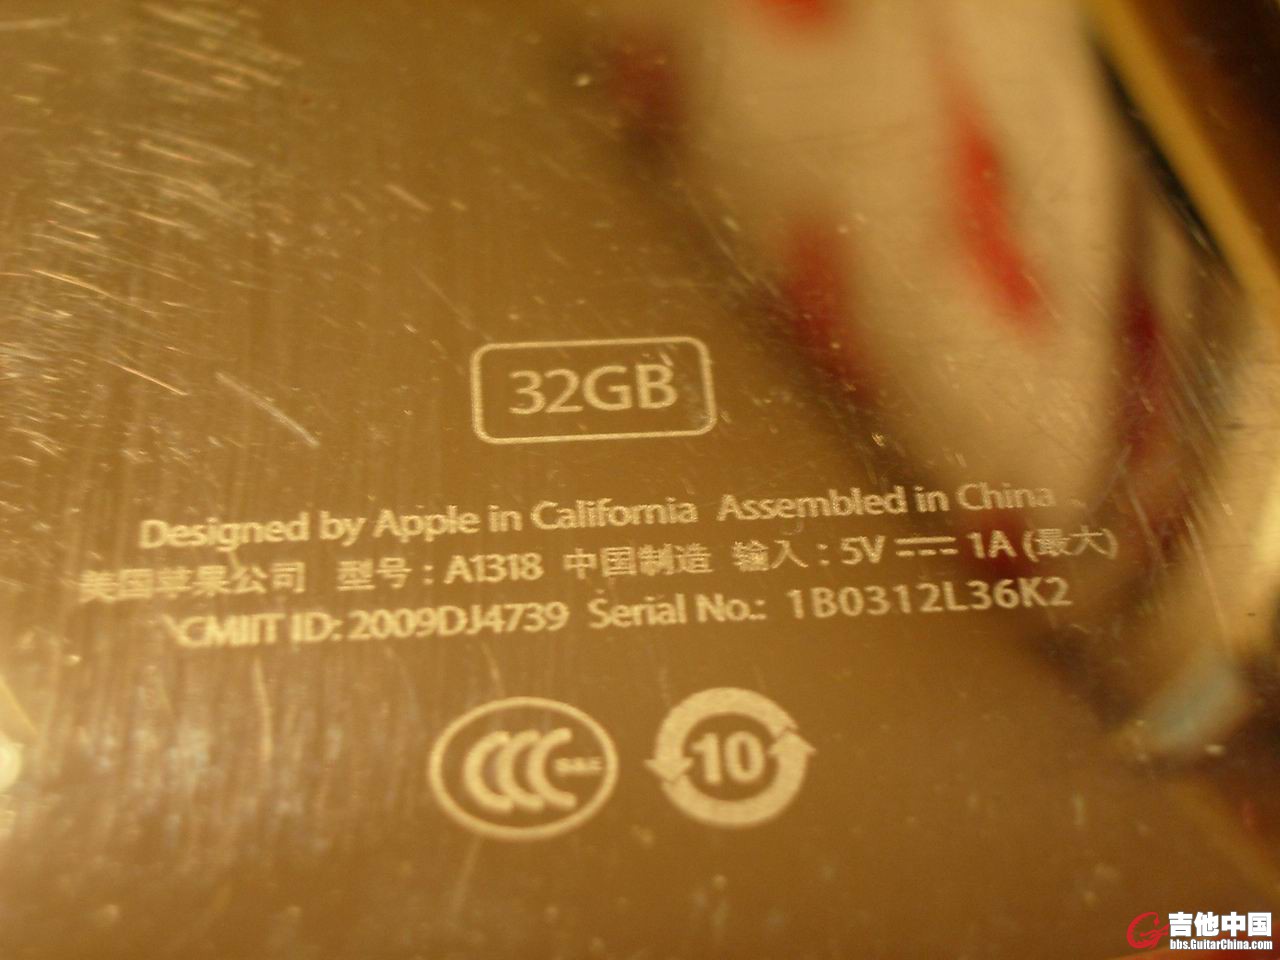 32GB
Designed by Apple in California Assembled in China
美国苹果公司 型号：A1318 中国制造 输入：5V ⎓ 1A (最大)
CMIIT ID: 2009DJ4739 Serial No.: 1B0312L36K2
CCC S&E
10
吉他中国
bbs.GuitarChina.com